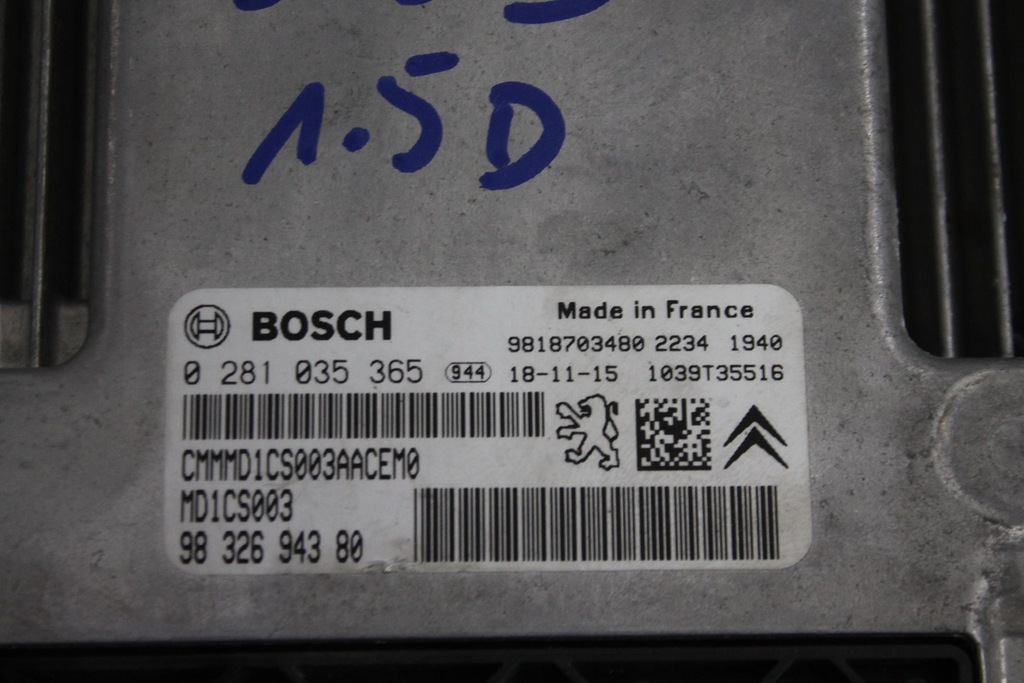 1.5D
BOSCH
Made in France
9818703480 2234 1940
0 281 035 365 944 18-11-15 1039T35516
CMMMD1CS003AACEM0
MD1CS003
98 326 943 80